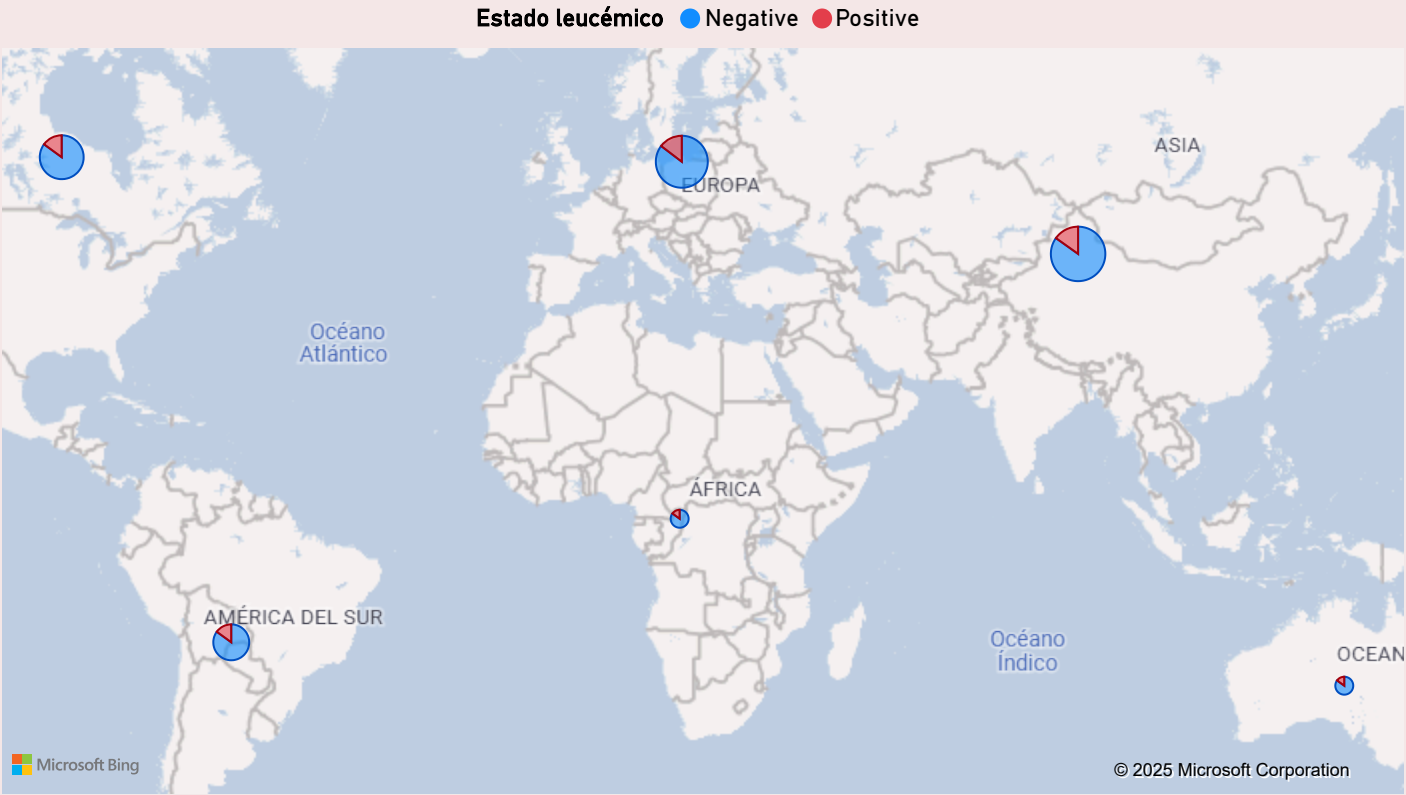 Estado leucémico Negative Positive
ASIA
EUROPA
Océano
Atlántico
ÁFRICA
AMÉRICA DEL SUR
Océano
Índico
OCEAN
Microsoft Bing
© 2025 Microsoft Corporation